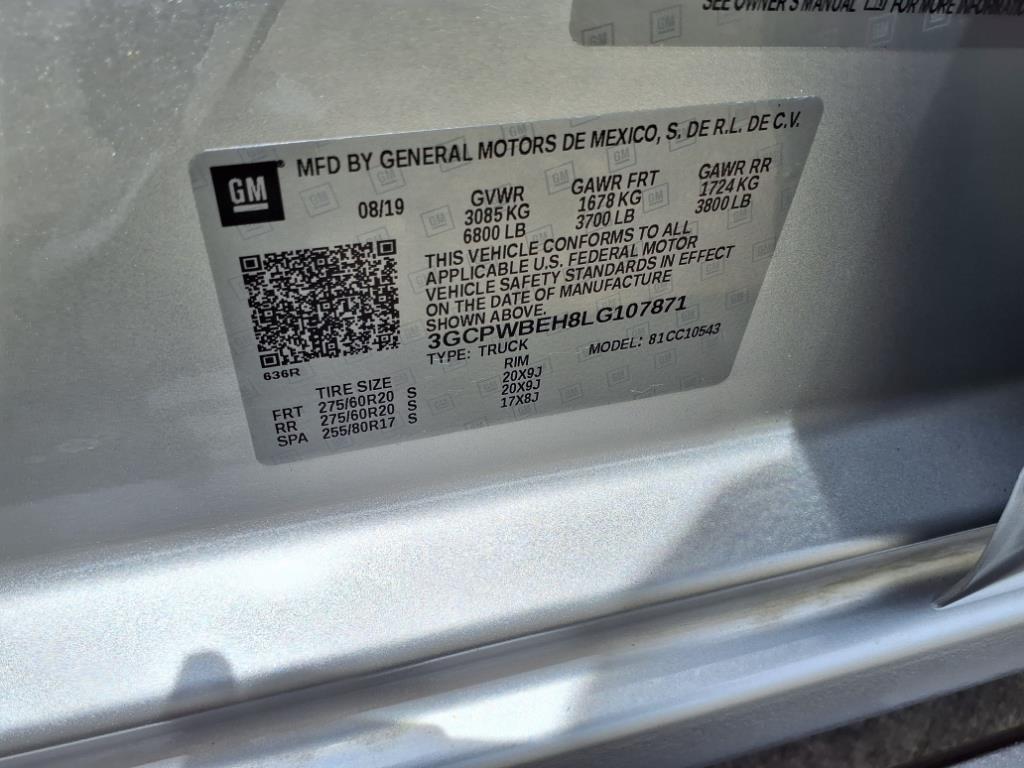 SEE OWNER'S MANUAL FOR MORE INFORMATION
GM
MFD BY GENERAL MOTORS DE MEXICO, S. DE R.L. DE C.V.
08/19
GVWR GAWR FRT GAWR RR
3085 KG 1678 KG 1724 KG
6800 LB 3700 LB 3800 LB
THIS VEHICLE CONFORMS TO ALL
APPLICABLE U.S. FEDERAL MOTOR
VEHICLE SAFETY STANDARDS IN EFFECT
ON THE DATE OF MANUFACTURE
SHOWN ABOVE.
3GCPWBEH8LG107871
TYPE: TRUCK MODEL: 81CC10543
636R
TIRE SIZE RIM
FRT 275/60R20 S 20X9J
RR 275/60R20 S 20X9J
SPA 255/80R17 S 17X8J